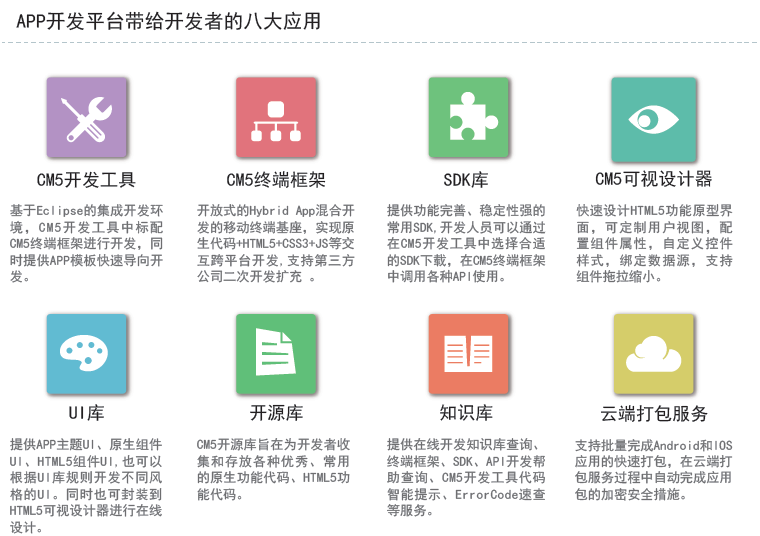 APP开发平台带给开发者的八大应用
CM5开发工具
基于Eclipse的集成开发环
境, CM5开发工具中标配
CM5终端框架进行开发, 同
时提供APP模板快速导向开
发。
CM5终端框架
开放式的Hybrid App混合开
发的移动终端基座, 实现原
生代码+HTML5+CSS3+JS等交
互跨平台开发, 支持第三方
公司二次开发扩充 。
SDK库
提供功能完善、稳定性强的
常用SDK, 开发人员可以通过
在CM5开发工具中选择合适
的SDK下载, 在CM5终端框架
中调用各种API使用。
CM5可视设计器
快速设计HTML5功能原型界
面, 可定制用户视图, 配
置组件属性, 自定义控件
样式, 绑定数据源, 支持
组件拖拉缩小。
UI库
提供APP主题UI、原生组件
UI、HTML5组件UI, 也可以
根据UI库规则开发不同风
格的UI。同时也可封装到
HTML5可视设计器进行在线
设计。
开源库
CM5开源库旨在为开发者收
集和存放各种优秀、常用
的原生功能代码、HTML5功
能代码。
知识库
提供在线开发知识库查询、
终端框架、SDK、API开发帮
助查询、CM5开发工具代码
智能提示、ErrorCode速查
等服务。
云端打包服务
支持批量完成Android和IOS
应用的快速打包, 在云端打
包服务过程中自动完成应用
包的加密安全措施。